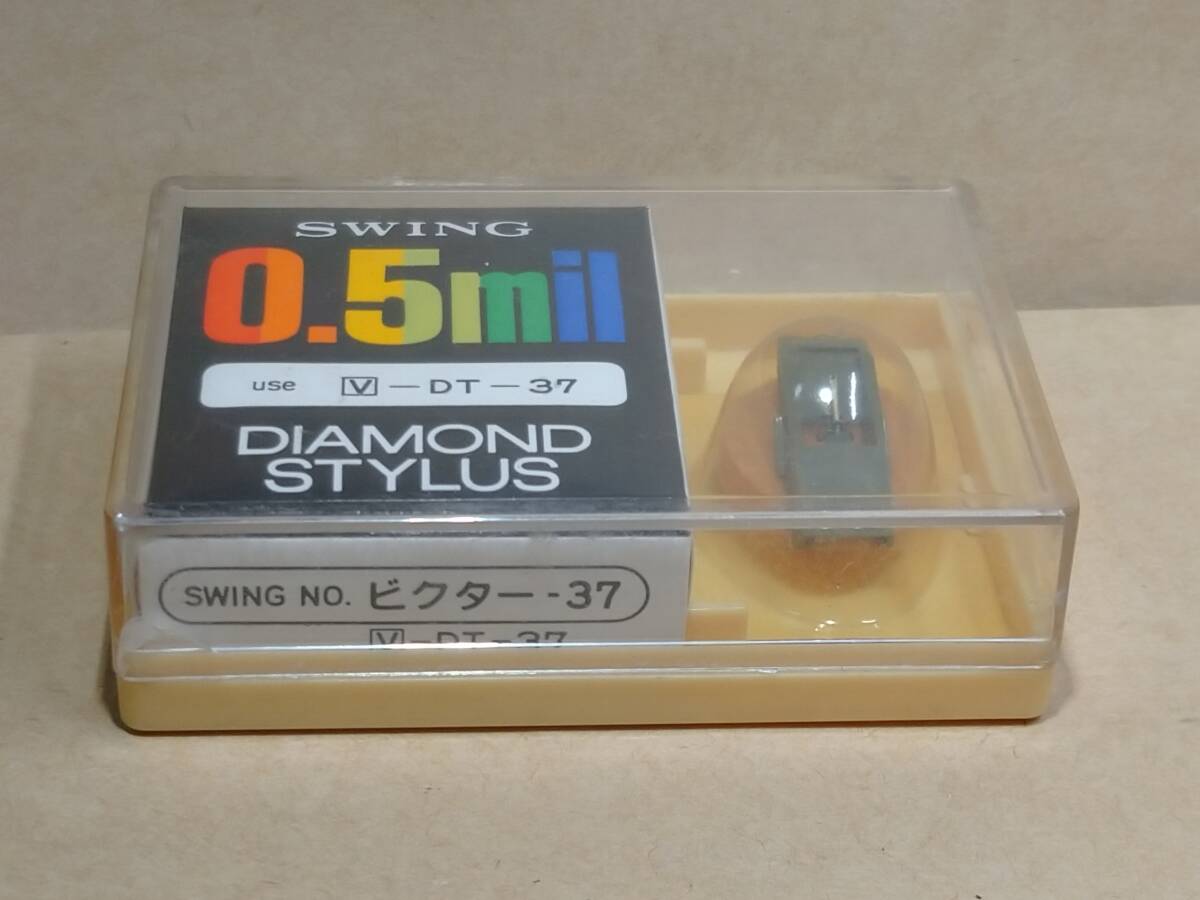 SWING
0.5mil
use V-DT-37
DIAMOND
STYLUS
SWING NO. ビクター-37
V-DT-37